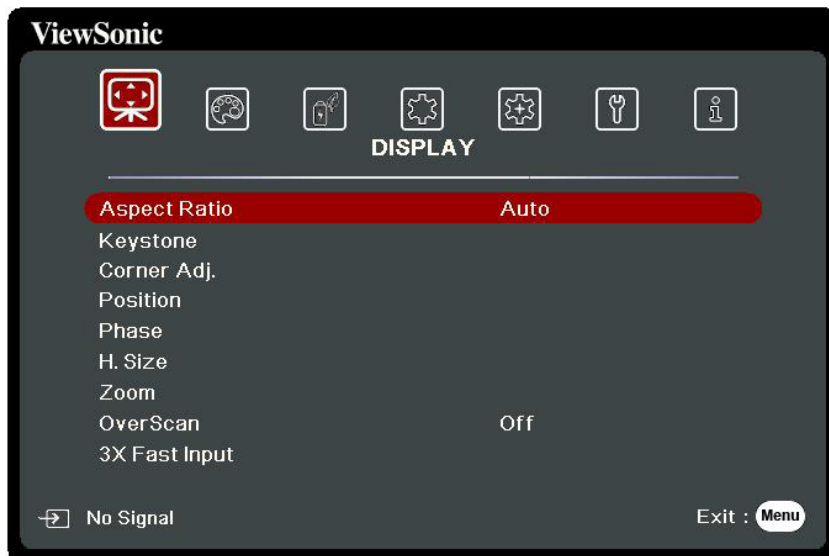 ViewSonic
DISPLAY
Aspect Ratio Auto
Keystone
Corner Adj.
Position
Phase
H. Size
Zoom
OverScan Off
3X Fast Input
No Signal Exit : Menu